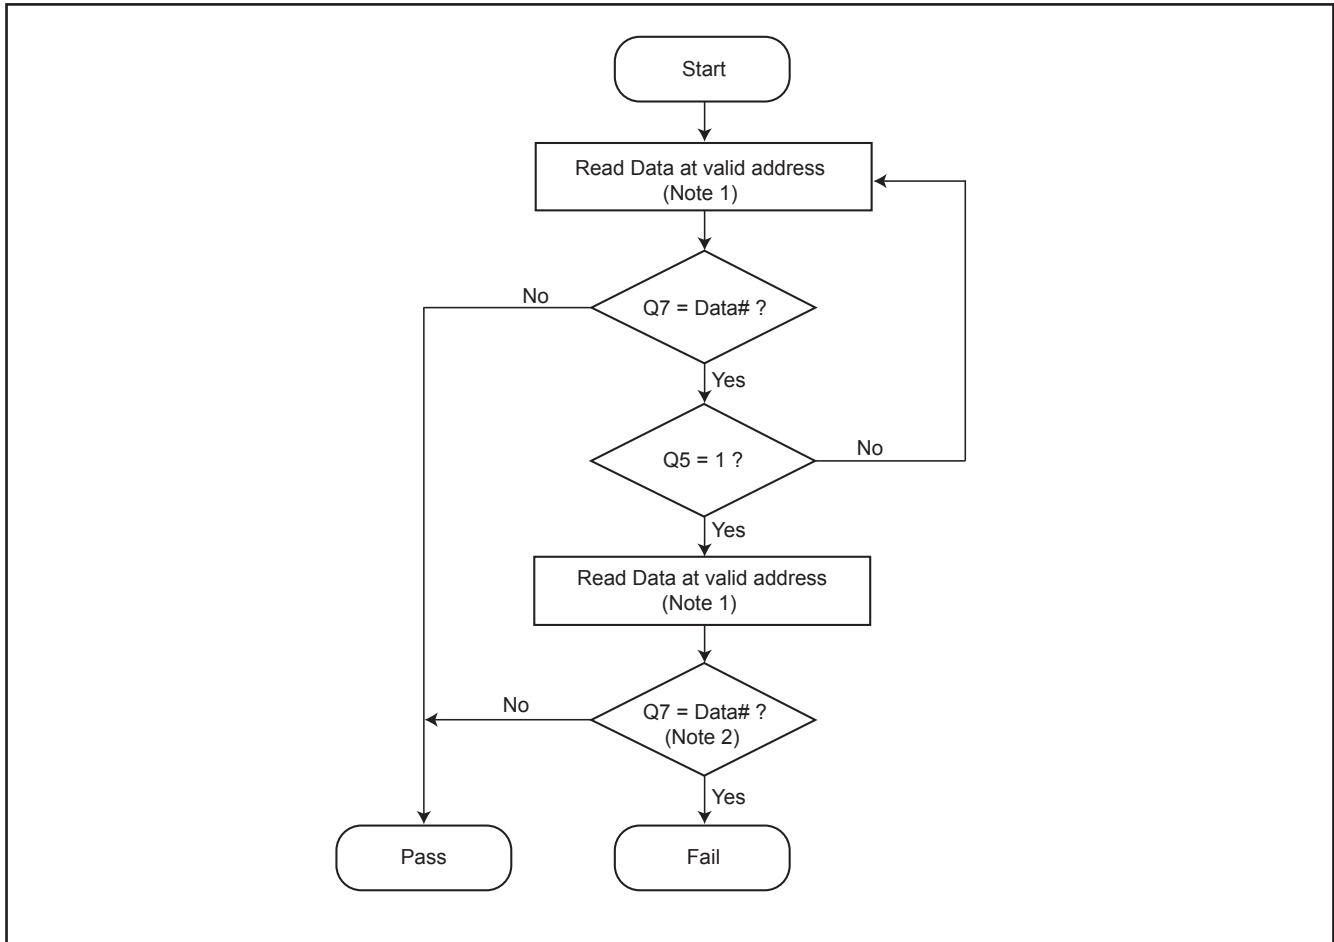 Start
Read Data at valid address
(Note 1)
No
Q7 = Data# ?
Yes
Q5 = 1 ?
No
Yes
Read Data at valid address
(Note 1)
No
Q7 = Data# ?
(Note 2)
Yes
Pass
Fail